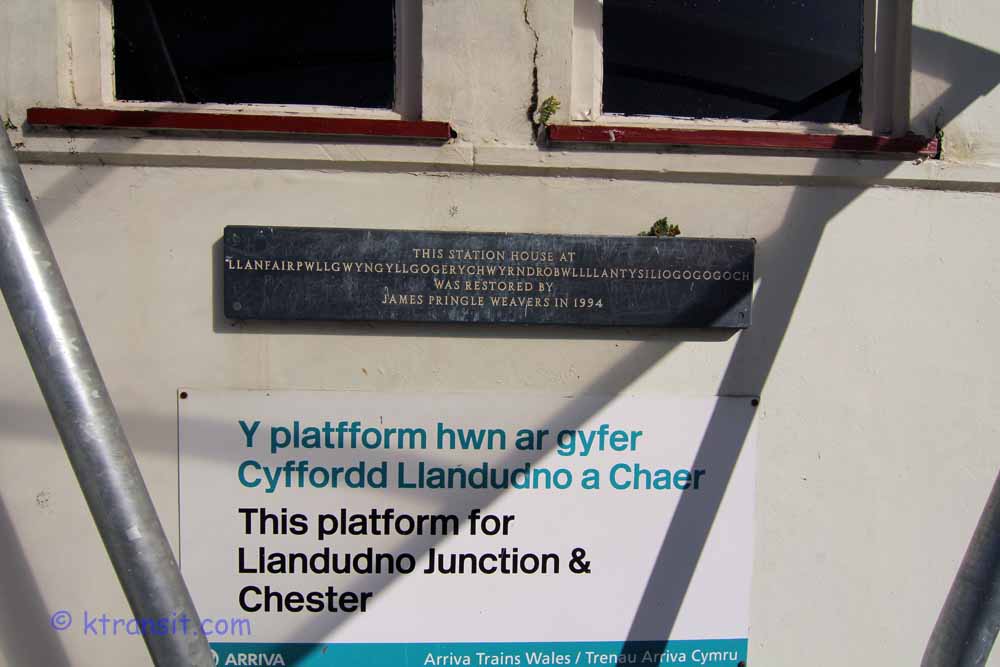 THIS STATION HOUSE AT
LLANFAIRPWLLGWYNGYLLGOGERYCHWYRNDROBWLLLLANTYSILIOGOGOGOCH
WAS RESTORED BY
JAMES PRINGLE WEAVERS IN 1994
Y platfform hwn ar gyfer
Cyffordd Llandudno a Chaer
This platform for
Llandudno Junction &
Chester
© ktransit.com
ARRIVA
Arriva Trains Wales / Trenau Arriva Cymru